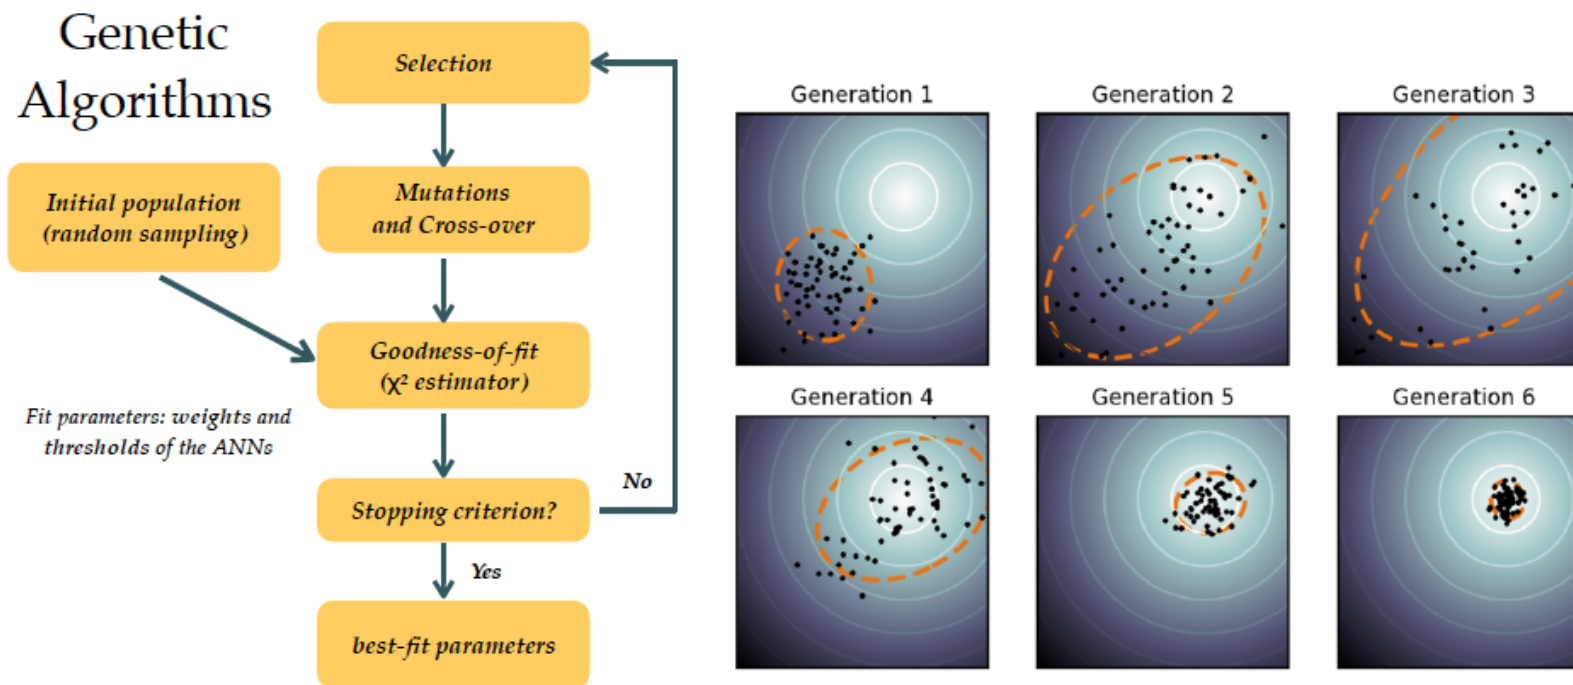 Genetic
Algorithms
Initial population
(random sampling)
Fit parameters: weights and
thresholds of the ANNs
Selection
Mutations
and Cross-over
Goodness-of-fit
(χ² estimator)
Stopping criterion?
No
Yes
best-fit parameters
Generation 1
Generation 2
Generation 3
Generation 4
Generation 5
Generation 6